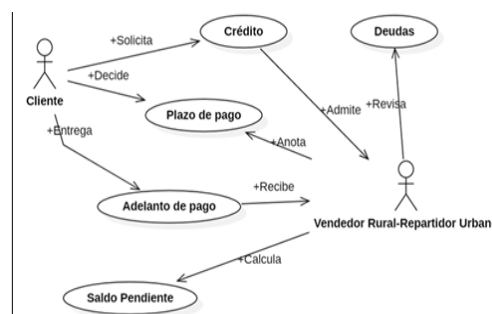 Crédito
Deudas
+Solicita
+Decide
Cliente
+Admite
+Revisa
Plazo de pago
+Entrega
+Anota
+Recibe
Adelanto de pago
Vendedor Rural-Repartidor Urban
+Calcula
Saldo Pendiente